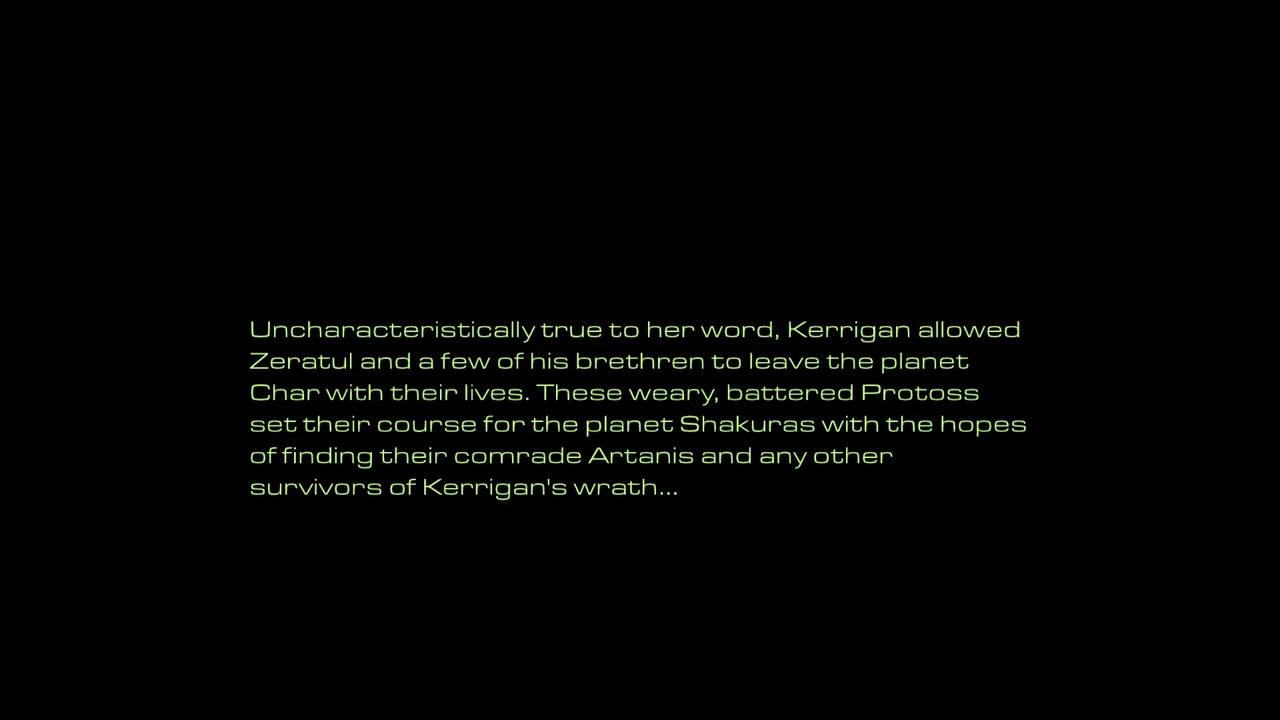 Uncharacteristically true to her word, Kerrigan allowed
Zeratul and a few of his brethren to leave the planet
Char with their lives. These weary, battered Protoss
set their course for the planet Shakuras with the hopes
of finding their comrade Artanis and any other
survivors of Kerrigan's wrath...